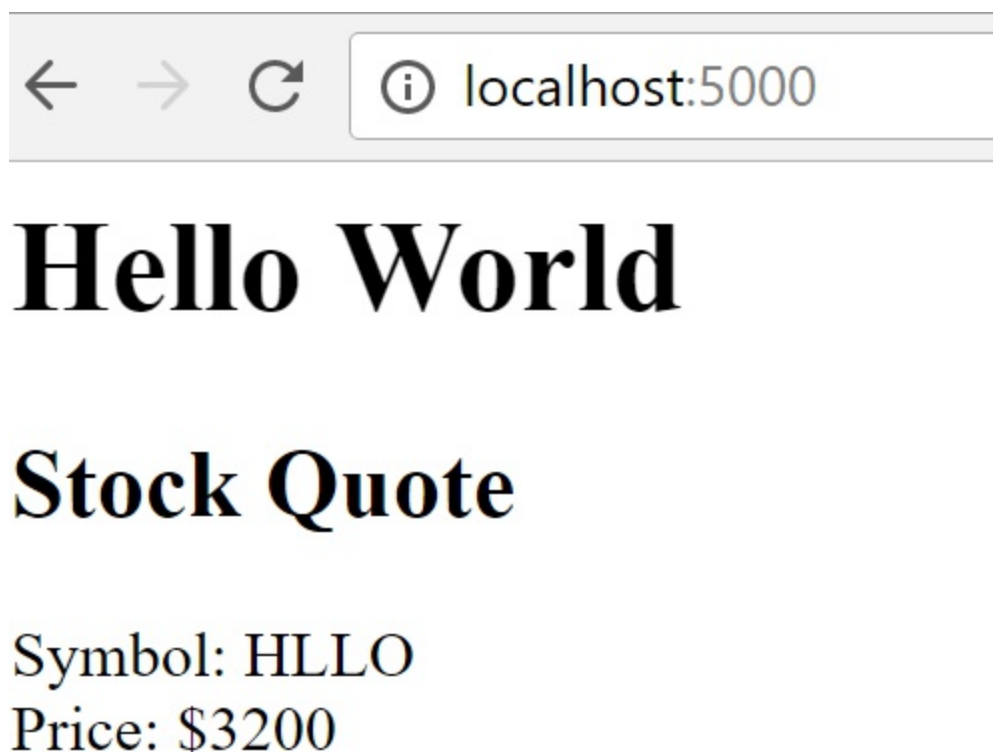 localhost:5000
Hello World
Stock Quote
Symbol: HLLO
Price: $3200